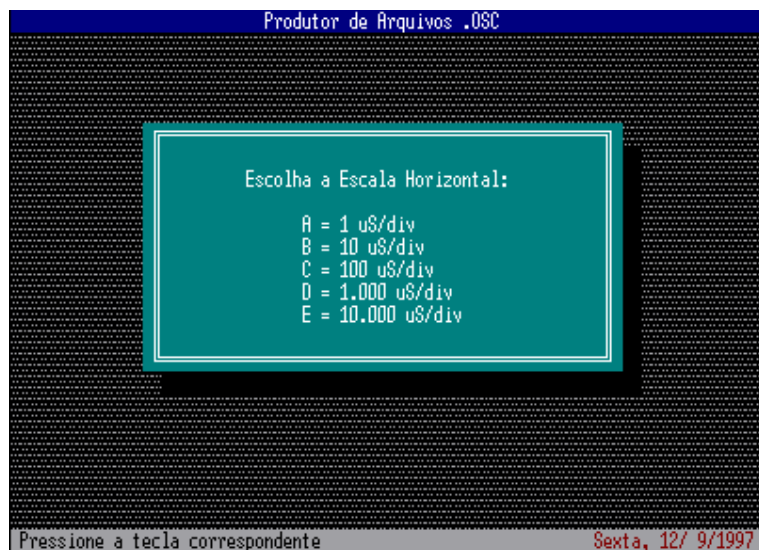 Produtor de Arquivos .OSC
Escolha a Escala Horizontal:
A = 1 uS/div
B = 10 uS/div
C = 100 uS/div
D = 1.000 uS/div
E = 10.000 uS/div
Pressione a tecla correspondente Sexta, 12/ 9/1997